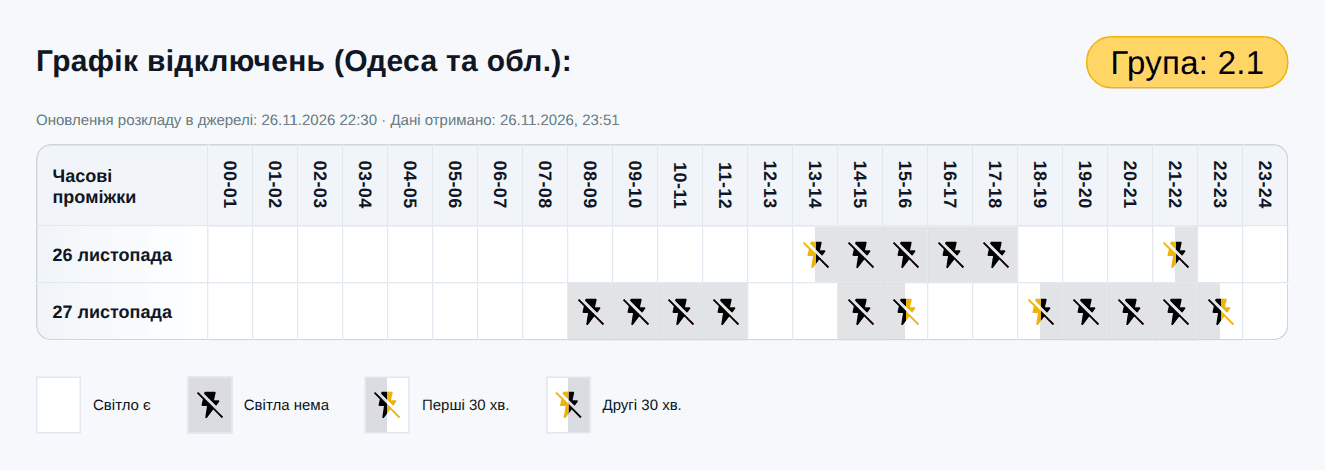 Графік відключень (Одеса та обл.):
Група: 2.1
Оновлення розкладу в джерелі: 26.11.2026 22:30 · Дані отримано: 26.11.2026, 23:51
Часові
проміжки
00-01
01-02
02-03
03-04
04-05
05-06
06-07
07-08
08-09
09-10
10-11
11-12
12-13
13-14
14-15
15-16
16-17
17-18
18-19
19-20
20-21
21-22
22-23
23-24
26 листопада
27 листопада
Світло є
Світла нема
Перші 30 хв.
Другі 30 хв.